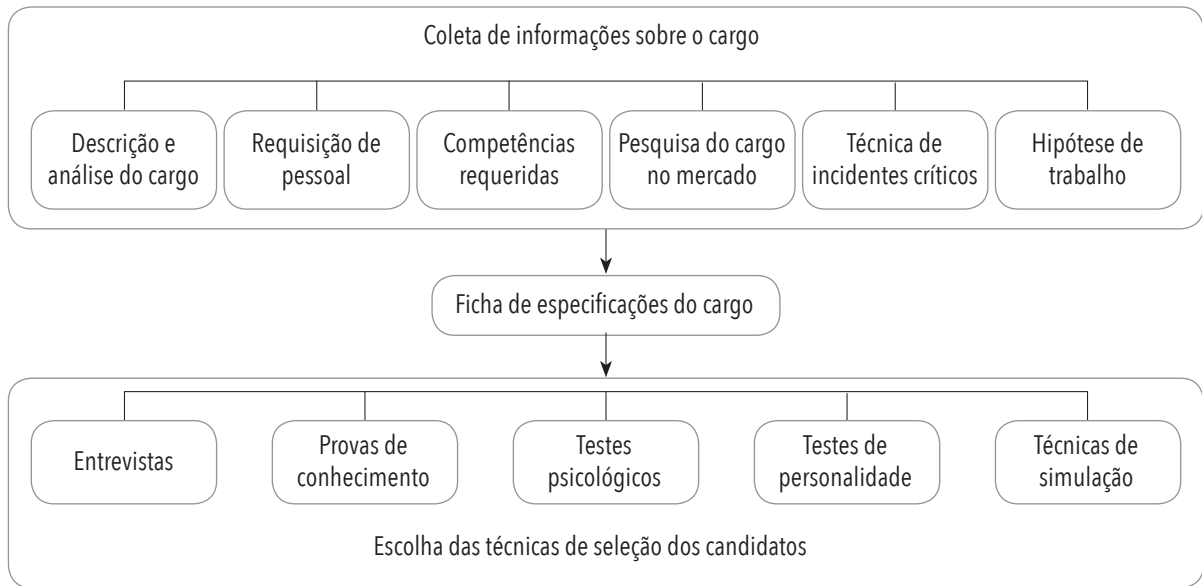 Coleta de informações sobre o cargo
Descrição e
análise do cargo
Requisição de
pessoal
Competências
requeridas
Pesquisa do cargo
no mercado
Técnica de
incidentes críticos
Hipótese de
trabalho
Ficha de especificações do cargo
Entrevistas
Provas de
conhecimento
Testes
psicológicos
Testes de
personalidade
Técnicas de
simulação
Escolha das técnicas de seleção dos candidatos